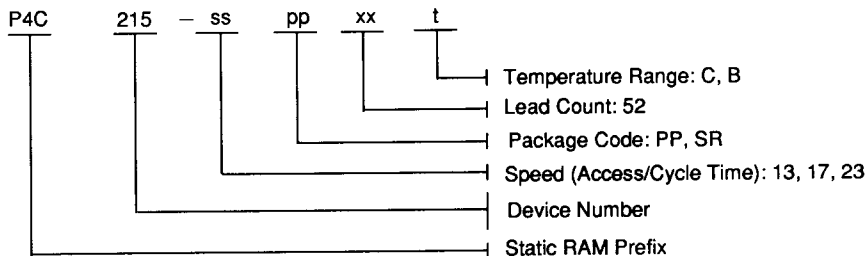 P4C 215 – ss pp xx t
Temperature Range: C, B
Lead Count: 52
Package Code: PP, SR
Speed (Access/Cycle Time): 13, 17, 23
Device Number
Static RAM Prefix